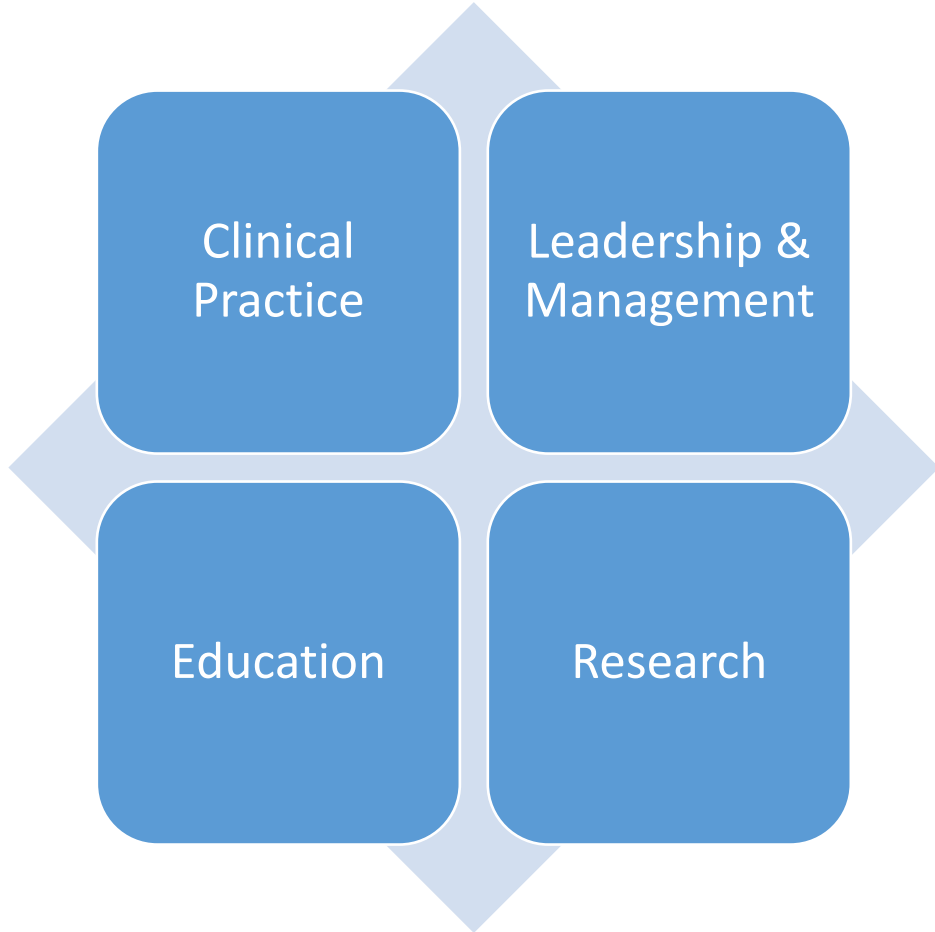 Clinical
Practice
Leadership &
Management
Education
Research